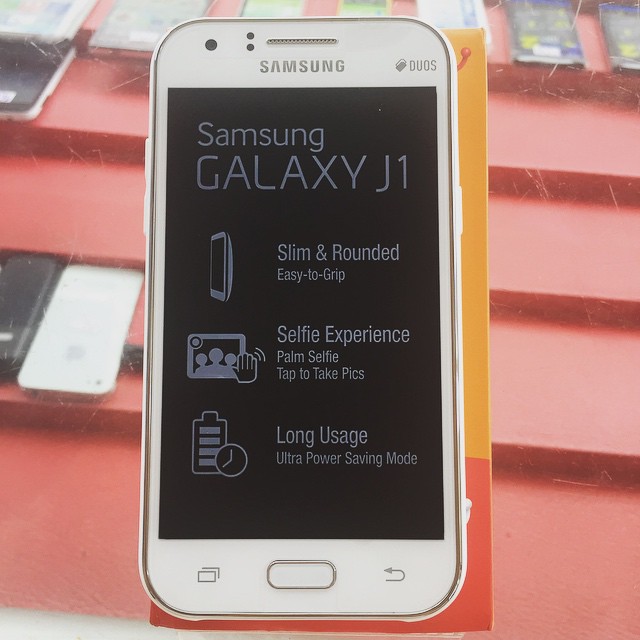 SAMSUNG
DUOS
Samsung
GALAXY J1
Slim & Rounded
Easy-to-Grip
Selfie Experience
Palm Selfie
Tap to Take Pics
Long Usage
Ultra Power Saving Mode